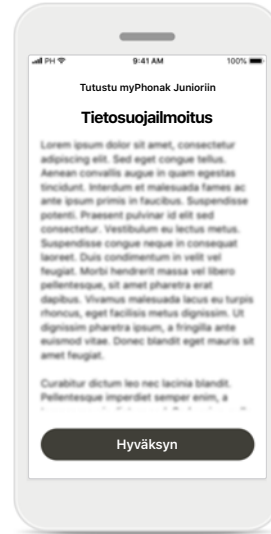 PH
9:41 AM
100%
Tutustu myPhonak Junioriin
Tietosuojailmoitus
Lorem ipsum dolor sit amet, consectetur
adipiscing elit. Sed eget congue tellus.
Aenean convallis augue in quam egestas
tincidunt. Interdum et malesuada fames ac
ante ipsum primis in faucibus. Suspendisse
potenti. Praesent pulvinar id elit sed
consectetur. Vestibulum eu lectus metus.
Suspendisse congue neque in consequat
laoreet. Duis condimentum in velit vel
feugiat. Morbi hendrerit massa vel libero
pellentesque, sit amet pharetra erat
dapibus. Vivamus malesuada lacus eu turpis
rhoncus, eget facilisis metus dignissim. Ut
dignissim pharetra ipsum, a fringilla ante
euismod vitae. Donec blandit eget mauris sit
amet feugiat.
Curabitur dictum leo nec lacinia blandit.
Pellentesque imperdiet semper enim, a
Hyväksyn